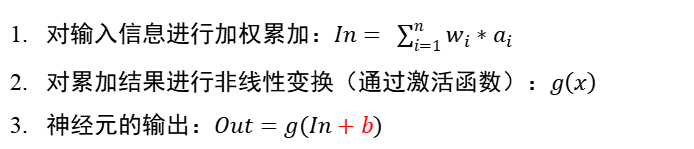 1. 对输入信息进行加权累加：In = ∑ⁿᵢ₌₁ wᵢ * aᵢ
2. 对累加结果进行非线性变换（通过激活函数）：g(x)
3. 神经元的输出：Out = g(In + b)